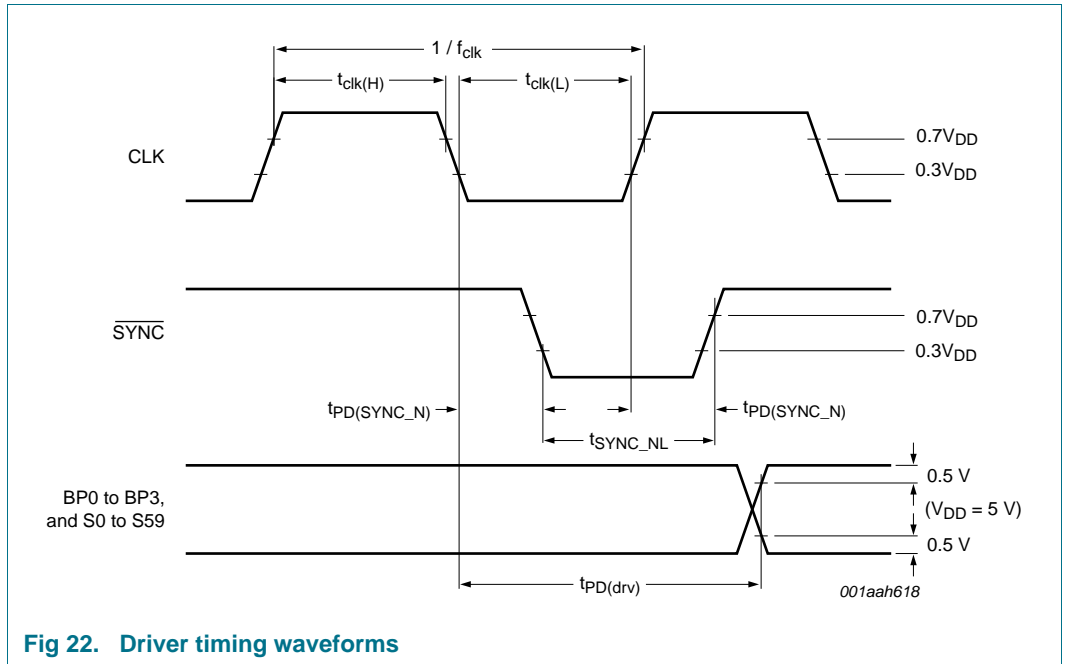 1 / fclk
tclk(H)
tclk(L)
CLK
0.7VDD
0.3VDD
SYNC
0.7VDD
0.3VDD
tPD(SYNC_N)
tPD(SYNC_N)
tSYNC_NL
BP0 to BP3,
and S0 to S59
0.5 V
(VDD = 5 V)
0.5 V
tPD(drv)
001aah618
Fig 22. Driver timing waveforms